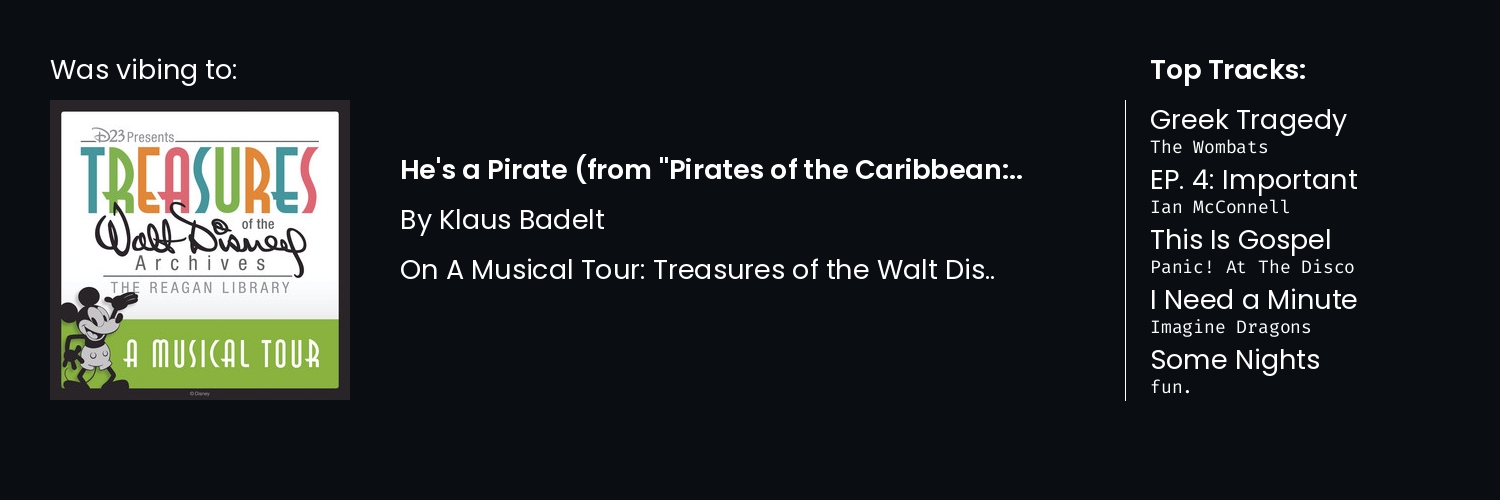 Was vibing to:
D23 Presents
TREASURES
of the
Walt Disney
Archives
THE REAGAN LIBRARY
A MUSICAL TOUR
© Disney
He's a Pirate (from "Pirates of the Caribbean:..
By Klaus Badelt
On A Musical Tour: Treasures of the Walt Dis..
Top Tracks:
Greek Tragedy
The Wombats
EP. 4: Important
Ian McConnell
This Is Gospel
Panic! At The Disco
I Need a Minute
Imagine Dragons
Some Nights
fun.